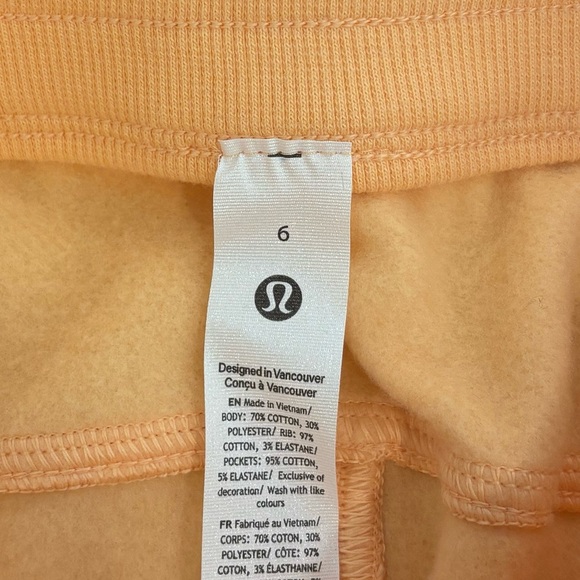 6
Designed in Vancouver
Conçu à Vancouver
EN Made in Vietnam/
BODY: 70% COTTON, 30%
POLYESTER/ RIB: 97%
COTTON, 3% ELASTANE/
POCKETS: 95% COTTON,
5% ELASTANE/ Exclusive of
decoration/ Wash with like
colours
FR Fabriqué au Vietnam/
CORPS: 70% COTON, 30%
POLYESTER/ CÔTE: 97%
COTON, 3% ÉLASTHANNE/